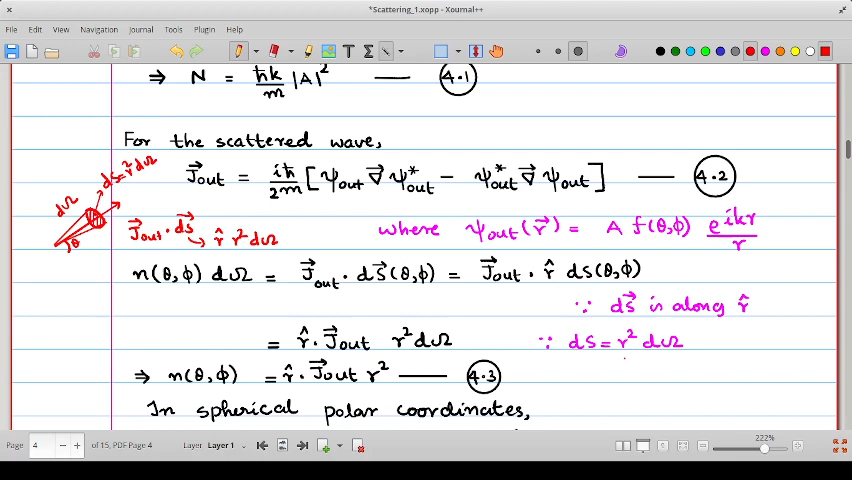 *Scattering_1.xopp - Xournal++
File Edit View Navigation Journal Tools Plugin Help
⇒ N = ħk/m |A|² —— (4.1)
For the scattered wave,
J⃗out = iħ/2m [ψout ∇⃗ ψ*out − ψ*out ∇⃗ ψout] —— (4.2)
dΩ
ds=r²dΩ
dθ
J⃗out · ds⃗
→ r̂ r² dΩ
where ψout(r⃗) = A f(θ,ϕ) e^{ikr}/r
n(θ,ϕ) dΩ = J⃗out · dS⃗(θ,ϕ) = J⃗out · r̂ ds(θ,ϕ)
∵ ds⃗ is along r̂
= r̂ · J⃗out r² dΩ
∵ ds = r² dΩ
⇒ n(θ,ϕ) = r̂ · J⃗out r² —— (4.3)
In spherical polar coordinates,
Page 4 of 15, PDF Page 4 Layer Layer 1 222%